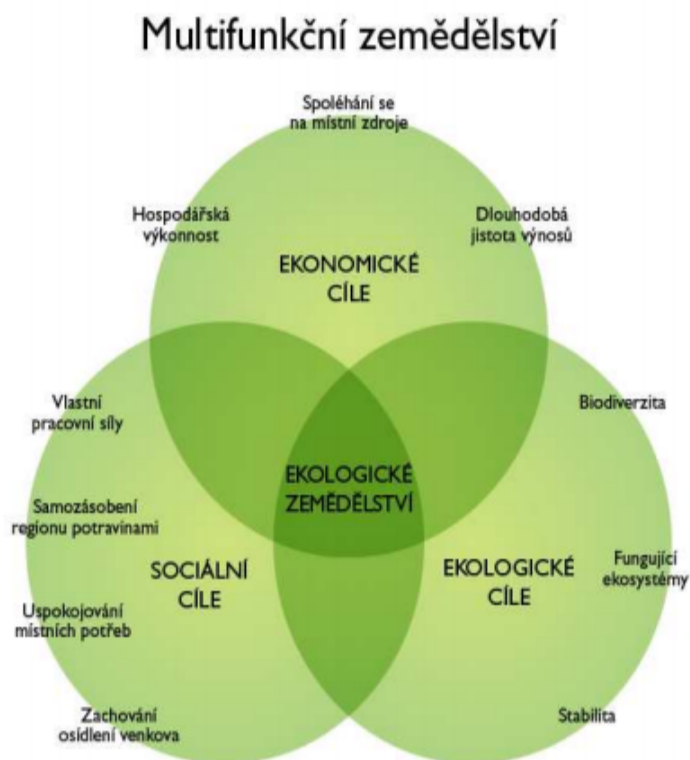 Multifunkční zemědělství
Spoléhání se
na místní zdroje
Hospodářská
výkonnost
Dlouhodobá
jistota výnosů
EKONOMICKÉ
CÍLE
Vlastní
pracovní síly
Biodiverzita
EKOLOGICKÉ
ZEMĚDĚLSTVÍ
Samozásobení
regionu potravinami
SOCIÁLNÍ
CÍLE
EKOLOGICKÉ
CÍLE
Fungující
ekosystémy
Uspokojování
místních potřeb
Zachování
osídlení venkova
Stabilita